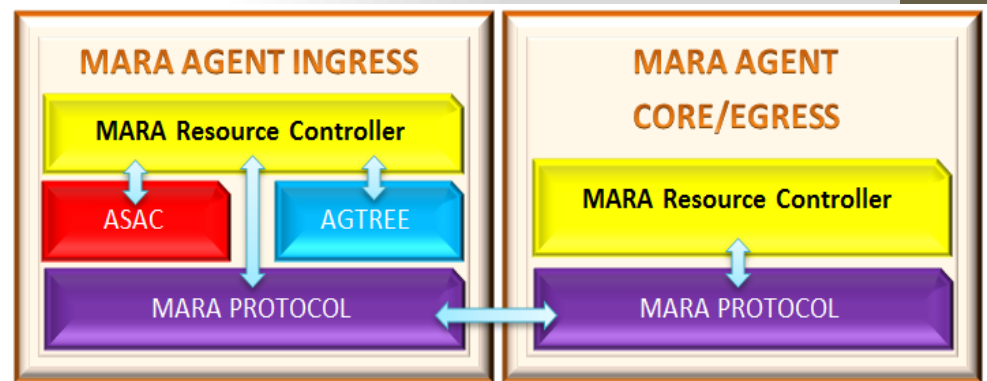 MARA AGENT INGRESS
MARA Resource Controller
ASAC
AGTREE
MARA PROTOCOL
MARA AGENT
CORE/EGRESS
MARA Resource Controller
MARA PROTOCOL